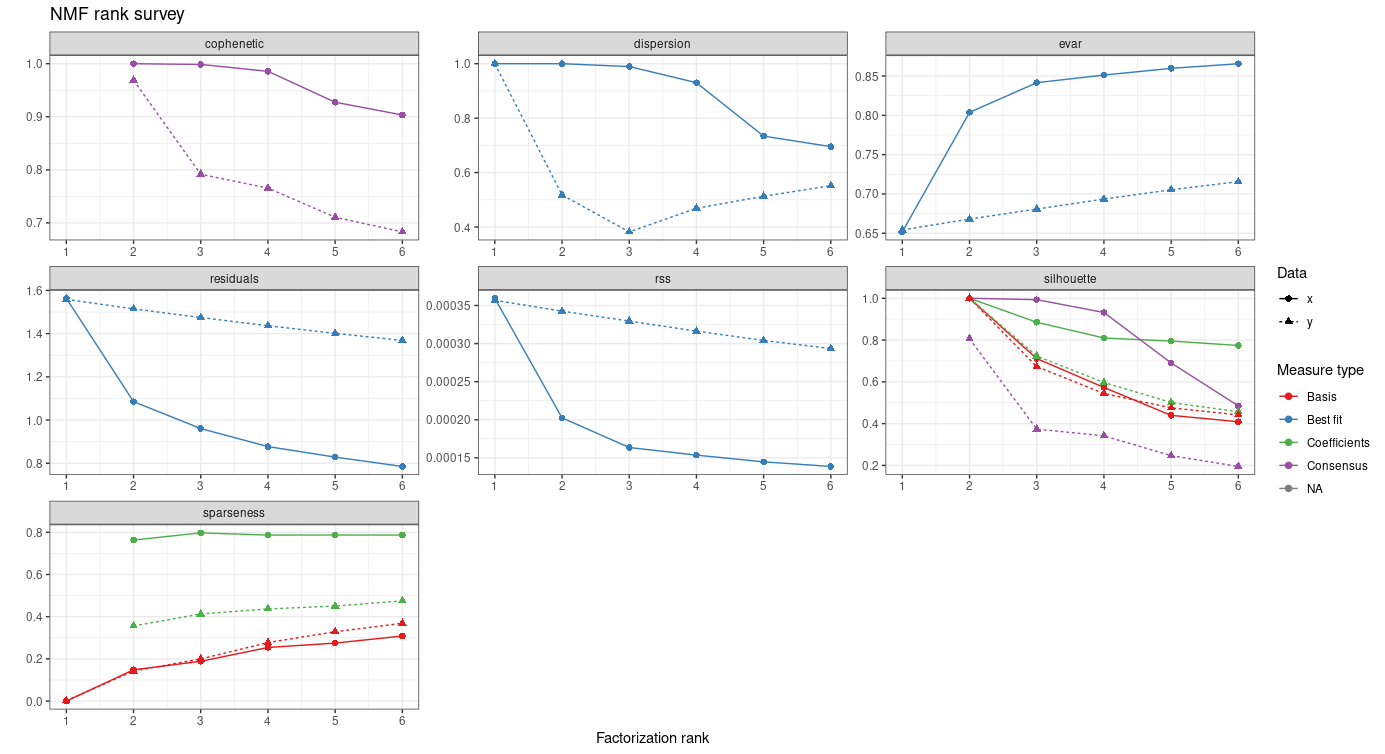 NMF rank survey
cophenetic
1.0
0.9
0.8
0.7
1 2 3 4 5 6
dispersion
1.0
0.8
0.6
0.4
1 2 3 4 5 6
evar
0.85
0.80
0.75
0.70
0.65
1 2 3 4 5 6
residuals
1.6
1.4
1.2
1.0
0.8
1 2 3 4 5 6
rss
0.00035
0.00030
0.00025
0.00020
0.00015
1 2 3 4 5 6
silhouette
1.0
0.8
0.6
0.4
0.2
1 2 3 4 5 6
sparseness
0.8
0.6
0.4
0.2
0.0
1 2 3 4 5 6
Factorization rank
Data
x
y
Measure type
Basis
Best fit
Coefficients
Consensus
NA